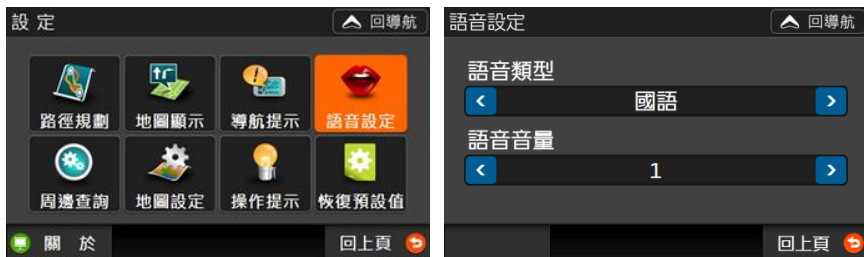 設 定
回導航
路徑規劃
地圖顯示
導航提示
語音設定
周邊查詢
地圖設定
操作提示
恢復預設值
關 於
回上頁
語音設定
回導航
語音類型
國語
語音音量
1
回上頁